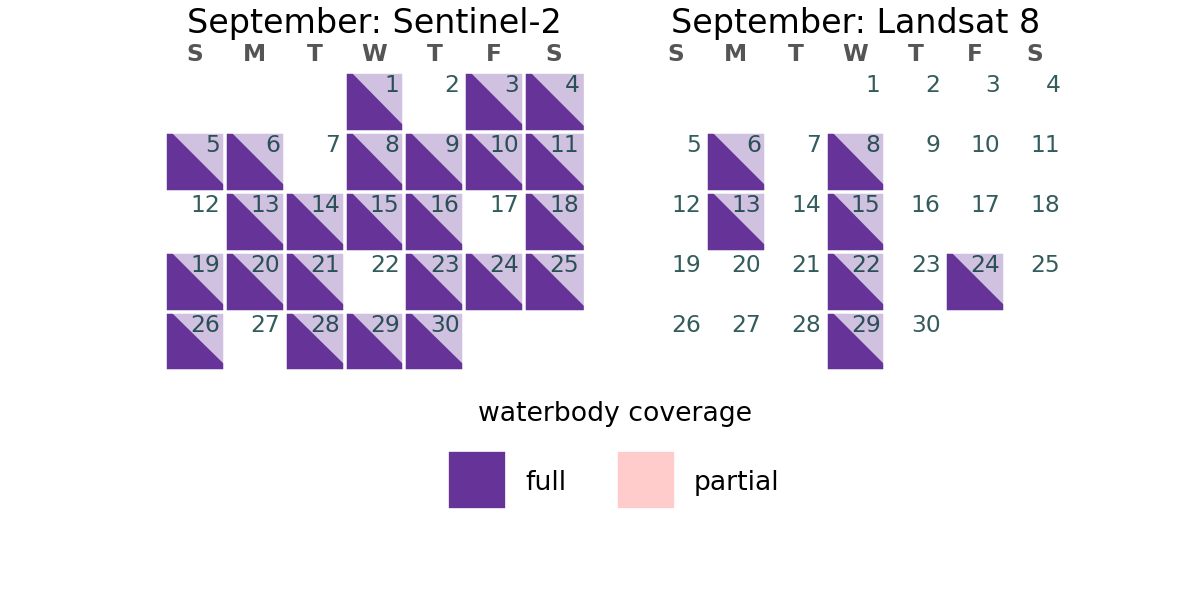 September: Sentinel-2
S M T W T F S
1 2 3 4
5 6 7 8 9 10 11
12 13 14 15 16 17 18
19 20 21 22 23 24 25
26 27 28 29 30
September: Landsat 8
S M T W T F S
1 2 3 4
5 6 7 8 9 10 11
12 13 14 15 16 17 18
19 20 21 22 23 24 25
26 27 28 29 30
waterbody coverage
full partial